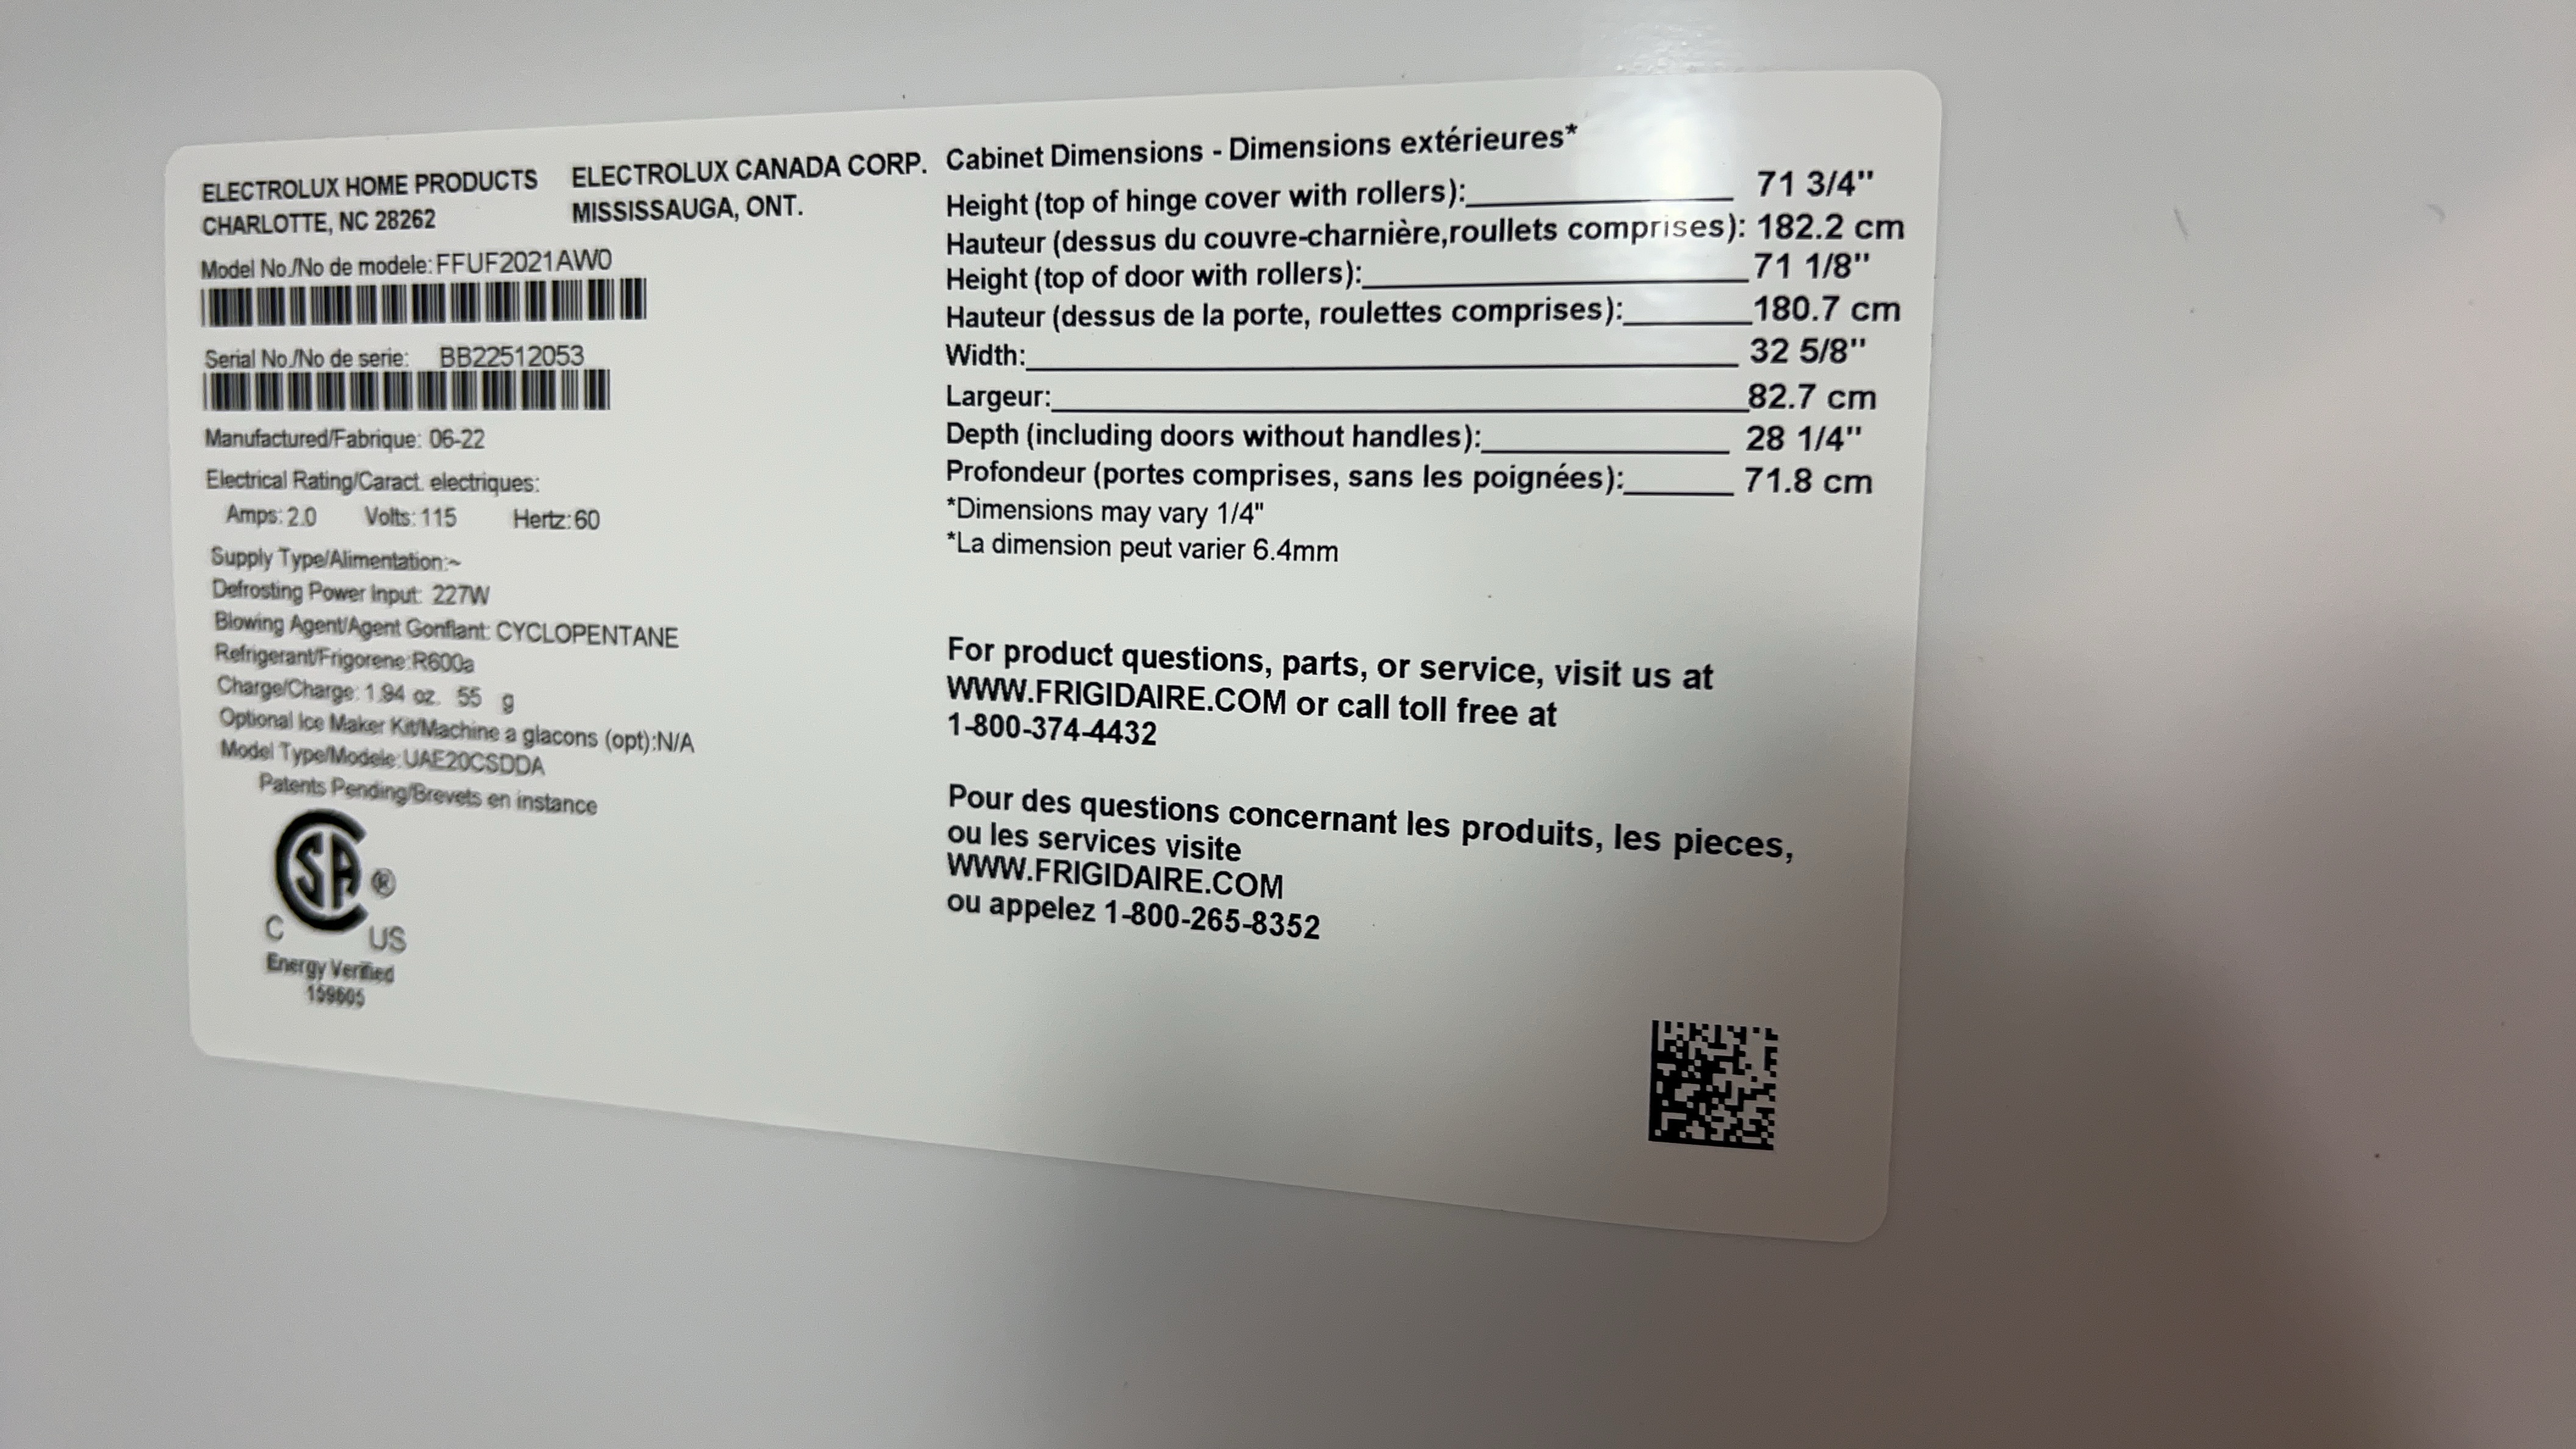 ELECTROLUX HOME PRODUCTS
CHARLOTTE, NC 28262
ELECTROLUX CANADA CORP.
MISSISSAUGA, ONT.
Model No./No de modele: FFUF2021AW0
Serial No./No de serie: BB22512053
Manufactured/Fabrique: 06-22
Electrical Rating/Caract. electriques:
Amps: 2.0 Volts: 115 Hertz: 60
Supply Type/Alimentation:~
Defrosting Power Input: 227W
Blowing Agent/Agent Gonflant: CYCLOPENTANE
Refrigerant/Frigorene:R600a
Charge/Charge: 1.94 oz. 55 g
Optional Ice Maker Kit/Machine a glacons (opt):N/A
Model Type/Modele: UAE20CSDDA
Patents Pending/Brevets en instance
CSA ®
C US
Energy Verified
159605
Cabinet Dimensions - Dimensions extérieures*
Height (top of hinge cover with rollers): 71 3/4"
Hauteur (dessus du couvre-charnière,roullets comprises): 182.2 cm
Height (top of door with rollers): 71 1/8"
Hauteur (dessus de la porte, roulettes comprises): 180.7 cm
Width: 32 5/8"
Largeur: 82.7 cm
Depth (including doors without handles): 28 1/4"
Profondeur (portes comprises, sans les poignées): 71.8 cm
*Dimensions may vary 1/4"
*La dimension peut varier 6.4mm
For product questions, parts, or service, visit us at
WWW.FRIGIDAIRE.COM or call toll free at
1-800-374-4432
Pour des questions concernant les produits, les pieces,
ou les services visite
WWW.FRIGIDAIRE.COM
ou appelez 1-800-265-8352